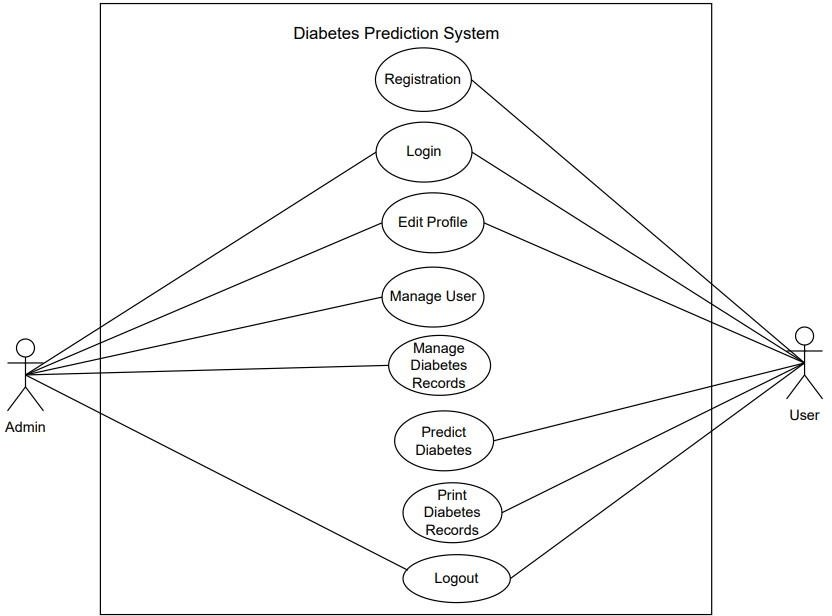 Diabetes Prediction System
Registration
Login
Edit Profile
Manage User
Manage
Diabetes
Records
Predict
Diabetes
Print
Diabetes
Records
Logout
Admin
User